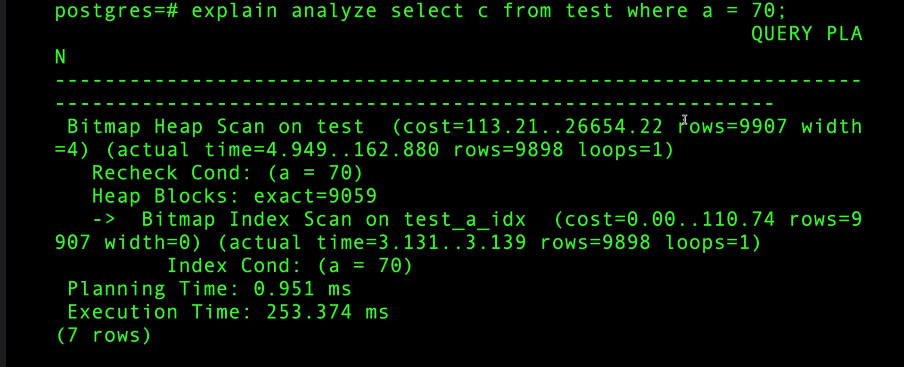 postgres=# explain analyze select c from test where a = 70;
QUERY PLA
N
----------------------------------------------------------------
---------------------------------------------------------
Bitmap Heap Scan on test  (cost=113.21..26654.22 rows=9907 width
=4) (actual time=4.949..162.880 rows=9898 loops=1)
Recheck Cond: (a = 70)
Heap Blocks: exact=9059
->  Bitmap Index Scan on test_a_idx  (cost=0.00..110.74 rows=9
907 width=0) (actual time=3.131..3.139 rows=9898 loops=1)
Index Cond: (a = 70)
Planning Time: 0.951 ms
Execution Time: 253.374 ms
(7 rows)